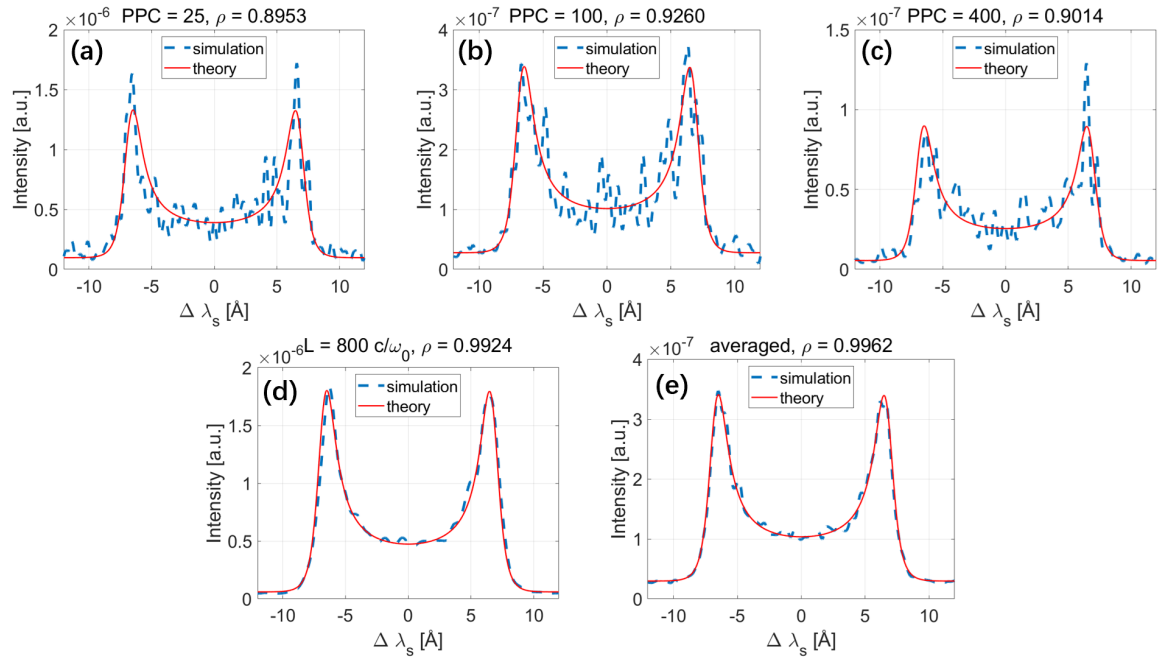 ×10⁻⁶ PPC = 25, ρ = 0.8953
(a)
simulation
theory
Intensity [a.u.]
2
1.5
1
0.5
0
-10 -5 0 5 10
Δ λₛ [Å]
×10⁻⁷ PPC = 100, ρ = 0.9260
(b)
simulation
theory
Intensity [a.u.]
4
3
2
1
0
-10 -5 0 5 10
Δ λₛ [Å]
×10⁻⁷ PPC = 400, ρ = 0.9014
(c)
simulation
theory
Intensity [a.u.]
1.5
1
0.5
0
-10 -5 0 5 10
Δ λₛ [Å]
×10⁻⁶ L = 800 c/ω₀, ρ = 0.9924
(d)
simulation
theory
Intensity [a.u.]
2
1.5
1
0.5
0
-10 -5 0 5 10
Δ λₛ [Å]
×10⁻⁷ averaged, ρ = 0.9962
(e)
simulation
theory
Intensity [a.u.]
4
3
2
1
0
-10 -5 0 5 10
Δ λₛ [Å]